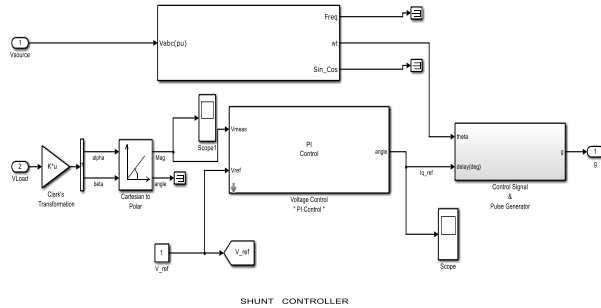 Freq
Vabc(pu)
wt
Sin_Cos
1
Vsource
Scope1
alpha
Mag
Vmeas
PI
Control
angle
theta
2
VLoad
K*u
Clark's
Transformation
beta
angle
Cartesian to
Polar
Vref
Iq_ref
delay(deg)
g
1
g
Voltage Control
" PI Control "
Control Signal
&
Pulse Generator
1
V_ref
V_ref
Scope
SHUNT CONTROLLER